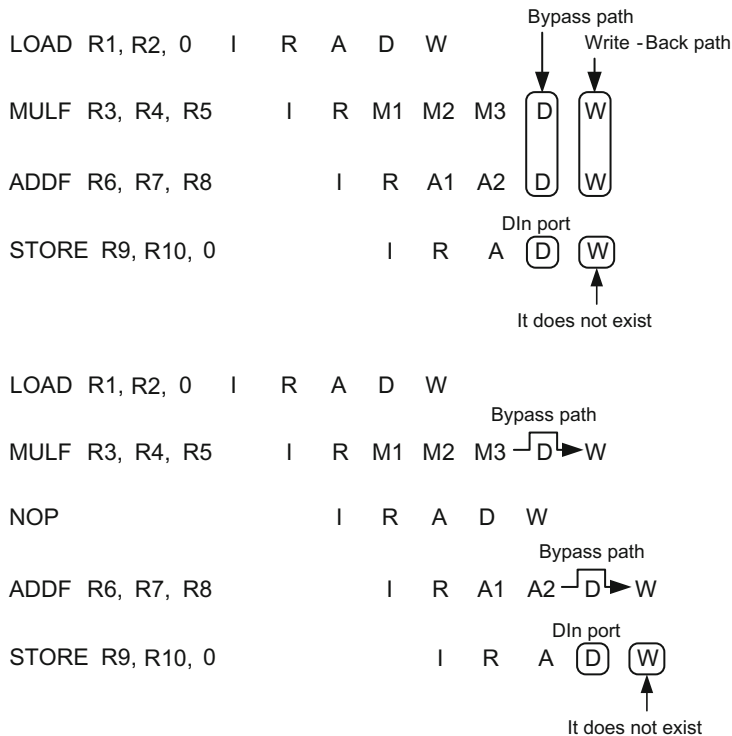 Bypass path
LOAD R1, R2, 0 I R A D W
Write -Back path
MULF R3, R4, R5 I R M1 M2 M3 D W
ADDF R6, R7, R8 I R A1 A2 D W
DIn port
STORE R9, R10, 0 I R A D W
It does not exist
LOAD R1, R2, 0 I R A D W
Bypass path
MULF R3, R4, R5 I R M1 M2 M3 D W
NOP I R A D W
Bypass path
ADDF R6, R7, R8 I R A1 A2 D W
DIn port
STORE R9, R10, 0 I R A D W
It does not exist